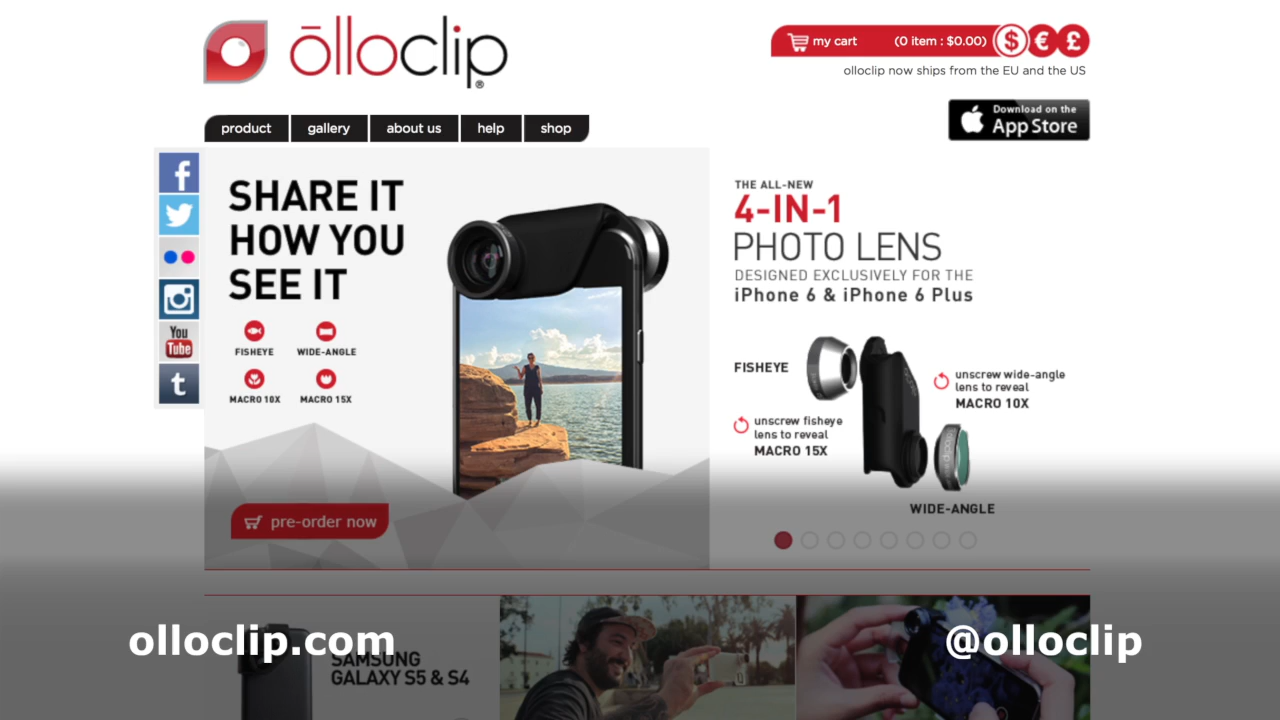 ōlloclip®
my cart (0 item : $0.00) $ € £
olloclip now ships from the EU and the US
Download on the
App Store
product gallery about us help shop
f
You
Tube
t
SHARE IT
HOW YOU
SEE IT
FISHEYE WIDE-ANGLE
MACRO 10X MACRO 15X
pre-order now
THE ALL-NEW
4-IN-1
PHOTO LENS
DESIGNED EXCLUSIVELY FOR THE
iPhone 6 & iPhone 6 Plus
FISHEYE
unscrew wide-angle
lens to reveal
MACRO 10X
unscrew fisheye
lens to reveal
MACRO 15X
WIDE-ANGLE
SAMSUNG
GALAXY S5 & S4
olloclip.com
@olloclip